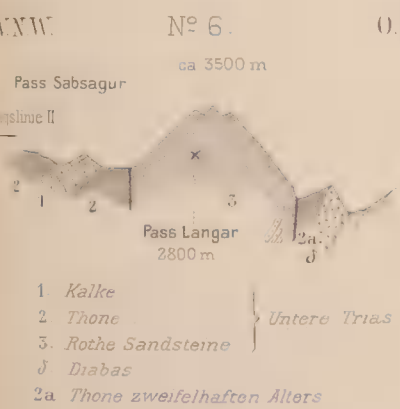 Nº 6.
O.
ca 3500 m
Pass Sabsagur
II
2 1 2 x 3 2a. δ
Pass Langar
2800 m
1 Kalke
2 Thone
3. Rothe Sandsteine
Untere Trias
δ Diabas
2a Thone zweifelhaften Alters